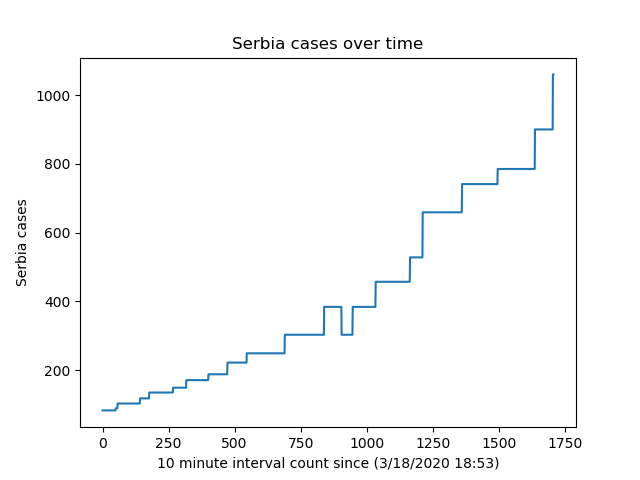 Serbia cases over time
Serbia cases
1000
800
600
400
200
0 250 500 750 1000 1250 1500 1750
10 minute interval count since (3/18/2020 18:53)